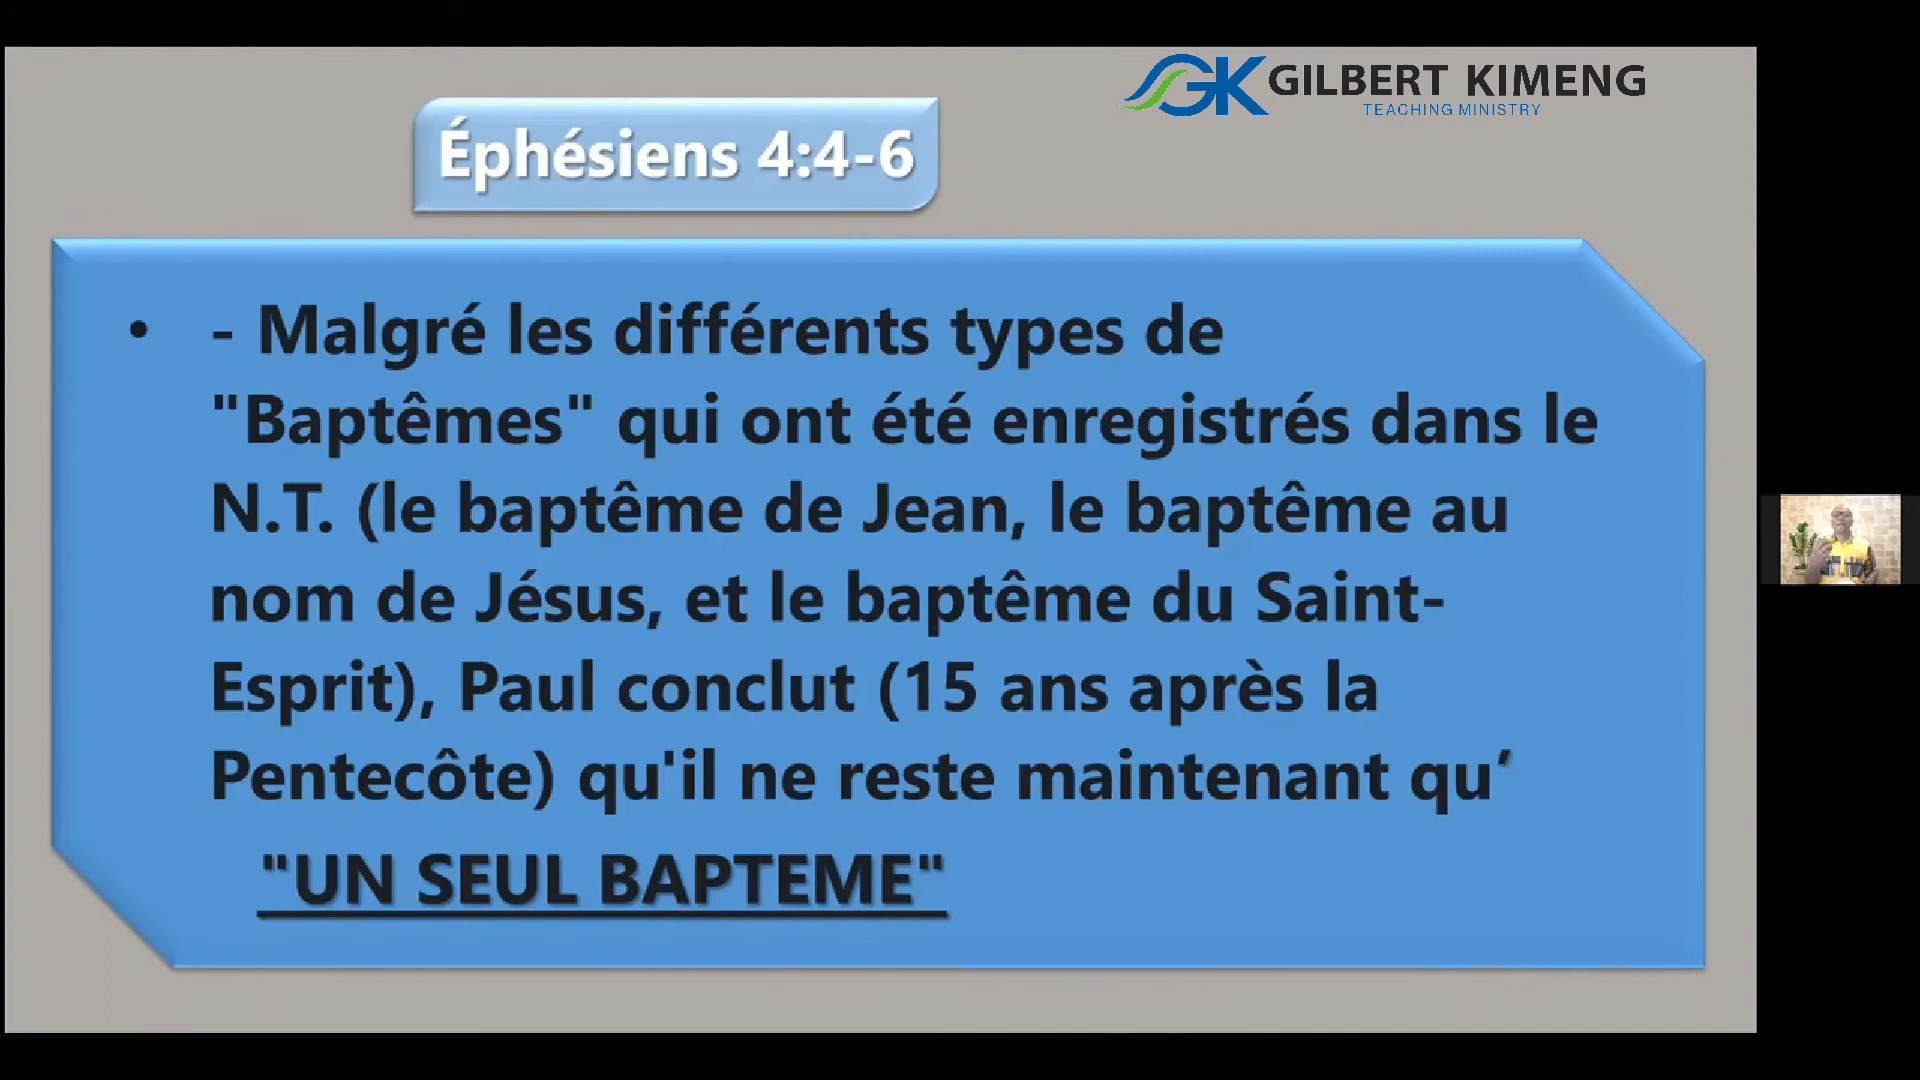 GK GILBERT KIMENG
TEACHING MINISTRY
Éphésiens 4:4-6
• - Malgré les différents types de
"Baptêmes" qui ont été enregistrés dans le
N.T. (le baptême de Jean, le baptême au
nom de Jésus, et le baptême du Saint-
Esprit), Paul conclut (15 ans après la
Pentecôte) qu'il ne reste maintenant qu’
"UN SEUL BAPTEME"